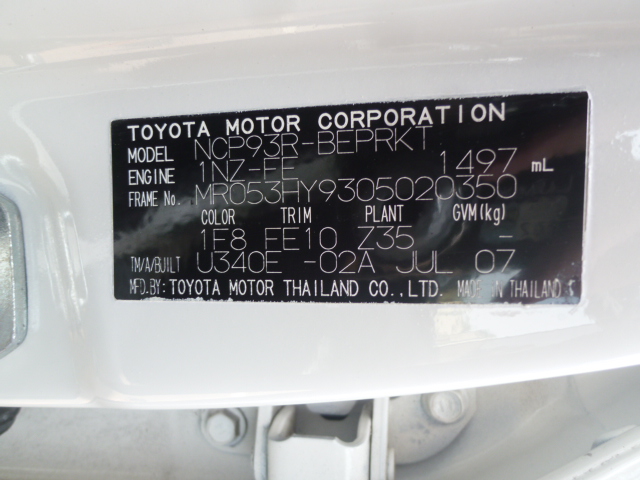 TOYOTA MOTOR CORPORATION
MODEL NCP93R-BEPRKT
ENGINE 1NZ-FE 1497 mL
FRAME No. MR053HY9305020350
COLOR TRIM PLANT GVM(kg)
1F8 FE10 Z35 -
TM/A/BUILT U340E -02A JUL 07
MFD.BY: TOYOTA MOTOR THAILAND CO.,LTD. MADE IN THAILAND